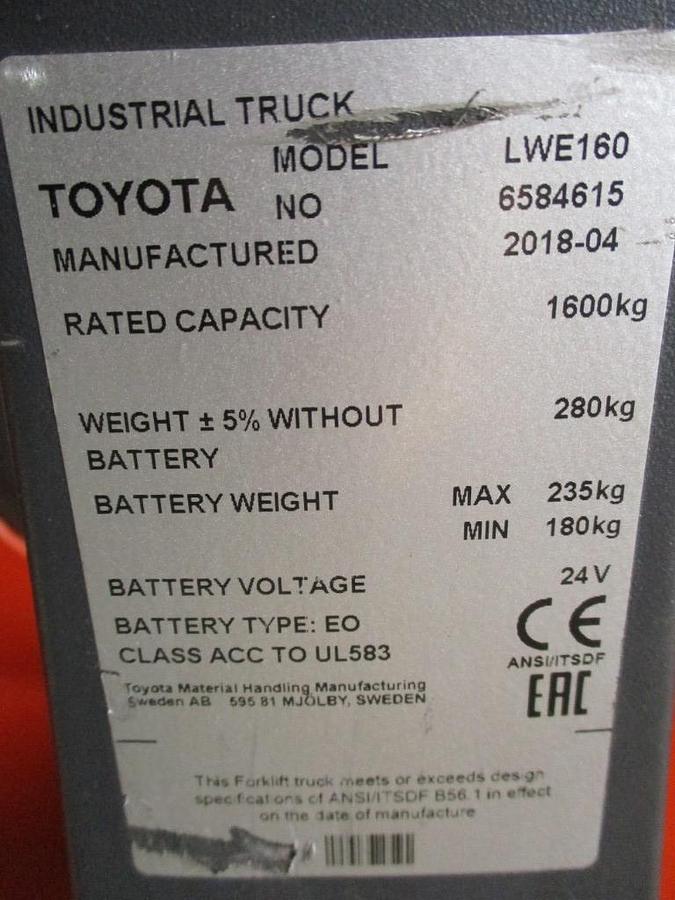 INDUSTRIAL TRUCK
MODEL LWE160
TOYOTA NO 6584615
MANUFACTURED 2018-04
RATED CAPACITY 1600kg
WEIGHT ± 5% WITHOUT 280kg
BATTERY
BATTERY WEIGHT MAX 235kg
MIN 180kg
BATTERY VOLTAGE 24V
BATTERY TYPE: EO
CLASS ACC TO UL583
CE
ANSI/ITSDF
EAC
Toyota Material Handling Manufacturing
Sweden AB 595 81 MJÖLBY, SWEDEN
This Forklift truck meets or exceeds design
specifications of ANSI/ITSDF B56.1 in effect
on the date of manufacture